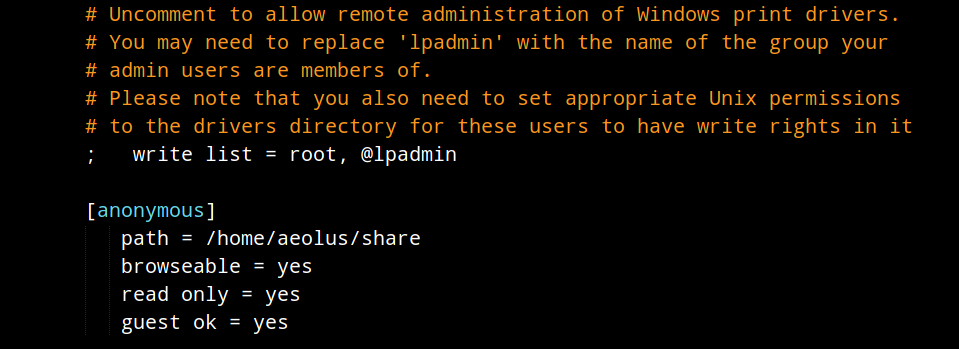 # Uncomment to allow remote administration of Windows print drivers.
# You may need to replace 'lpadmin' with the name of the group your
# admin users are members of.
# Please note that you also need to set appropriate Unix permissions
# to the drivers directory for these users to have write rights in it
;   write list = root, @lpadmin

[anonymous]
   path = /home/aeolus/share
   browseable = yes
   read only = yes
   guest ok = yes